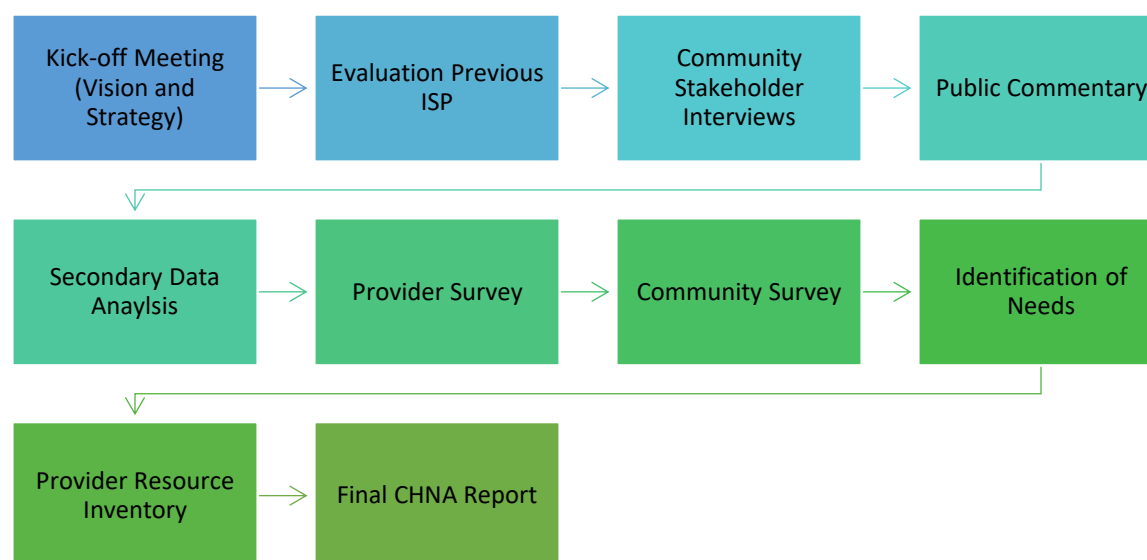 Kick-off Meeting
(Vision and
Strategy)
Evaluation Previous
ISP
Community
Stakeholder
Interviews
Public Commentary
Secondary Data
Anaylsis
Provider Survey
Community Survey
Identification of
Needs
Provider Resource
Inventory
Final CHNA Report